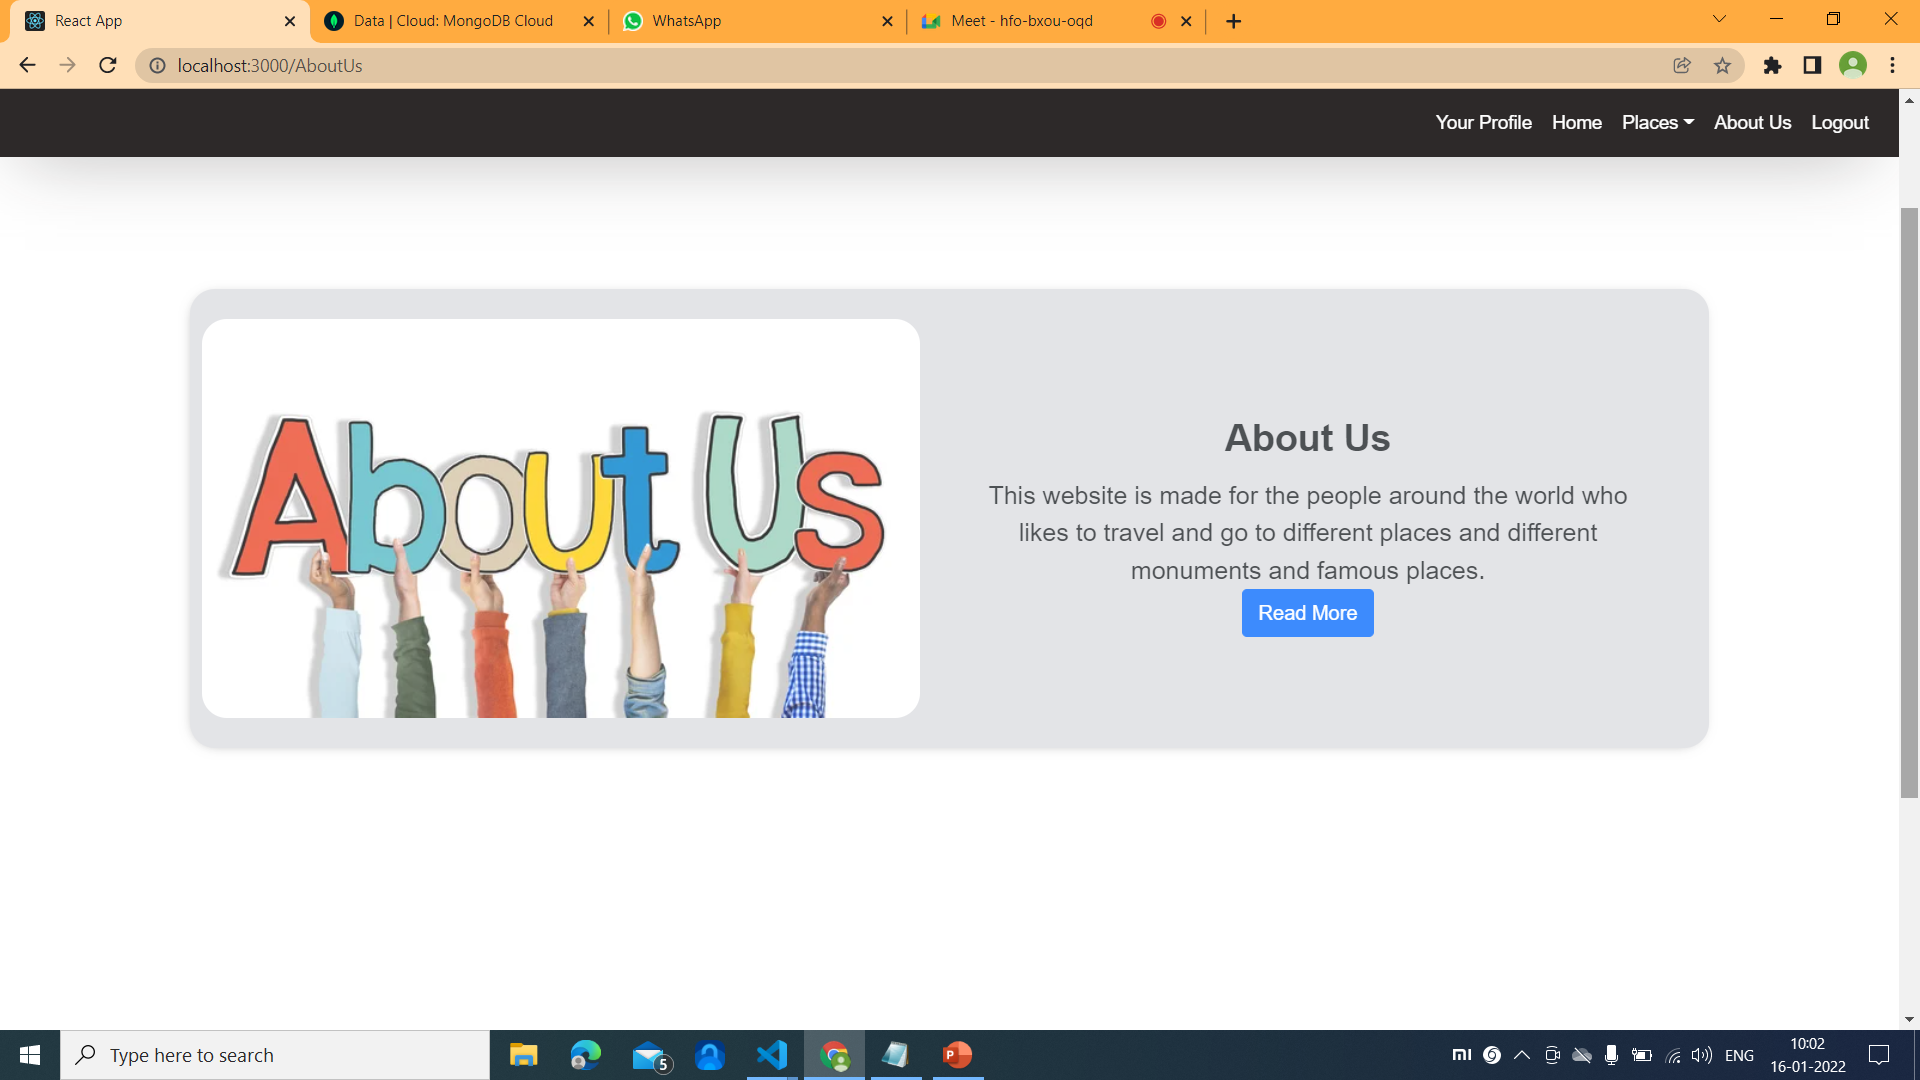 React App
Data | Cloud: MongoDB Cloud
WhatsApp
Meet - hfo-bxou-oqd
localhost:3000/AboutUs
Your Profile
Home
Places
About Us
Logout
About Us
About Us
This website is made for the people around the world who
likes to travel and go to different places and different
monuments and famous places.
Read More
Type here to search
5
P
mi
ENG
10:02
16-01-2022